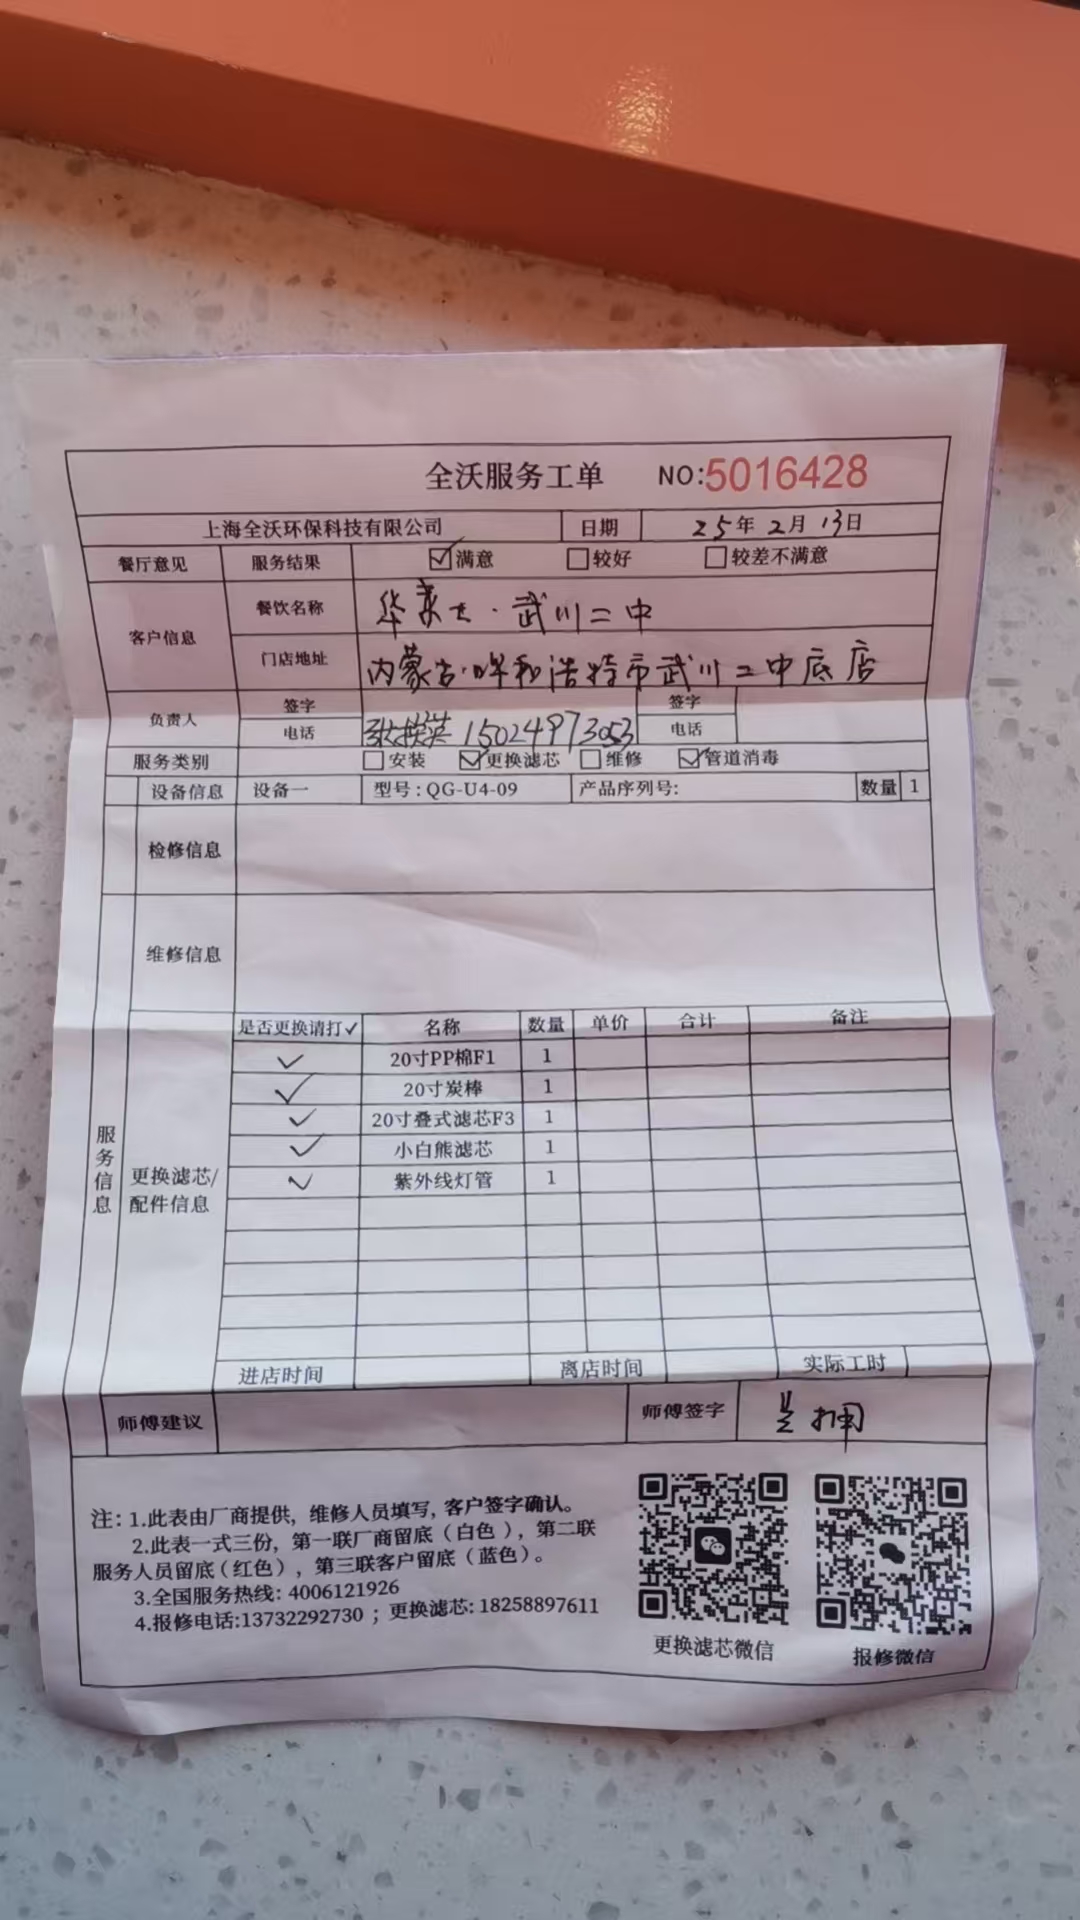 全沃服务工单 NO:5016428
上海全沃环保科技有限公司 日期 25年2月13日
餐厅意见 服务结果 ☑满意 ☐较好 ☐较差不满意
客户信息 餐饮名称 华莱士·武川二中
门店地址 内蒙古·呼和浩特市武川二中底店
负责人 签字 签字
电话 15024973053 电话
服务类别 ☐安装 ☑更换滤芯 ☐维修 ☑管道消毒
设备信息 设备一 型号:QG-U4-09 产品序列号: 数量 1
检修信息
维修信息
服务信息
更换滤芯/配件信息
是否更换请打✓ 名称 数量 单价 合计 备注
✓ 20寸PP棉F1 1
✓ 20寸炭棒 1
✓ 20寸叠式滤芯F3 1
✓ 小白熊滤芯 1
✓ 紫外线灯管 1
进店时间 离店时间 实际工时
师傅建议 师傅签字
注: 1.此表由厂商提供, 维修人员填写, 客户签字确认。
2.此表一式三份, 第一联厂商留底（白色）, 第二联
服务人员留底（红色）, 第三联客户留底（蓝色）。
3.全国服务热线: 4006121926
4.报修电话:13732292730 ; 更换滤芯: 18258897611
更换滤芯微信 报修微信